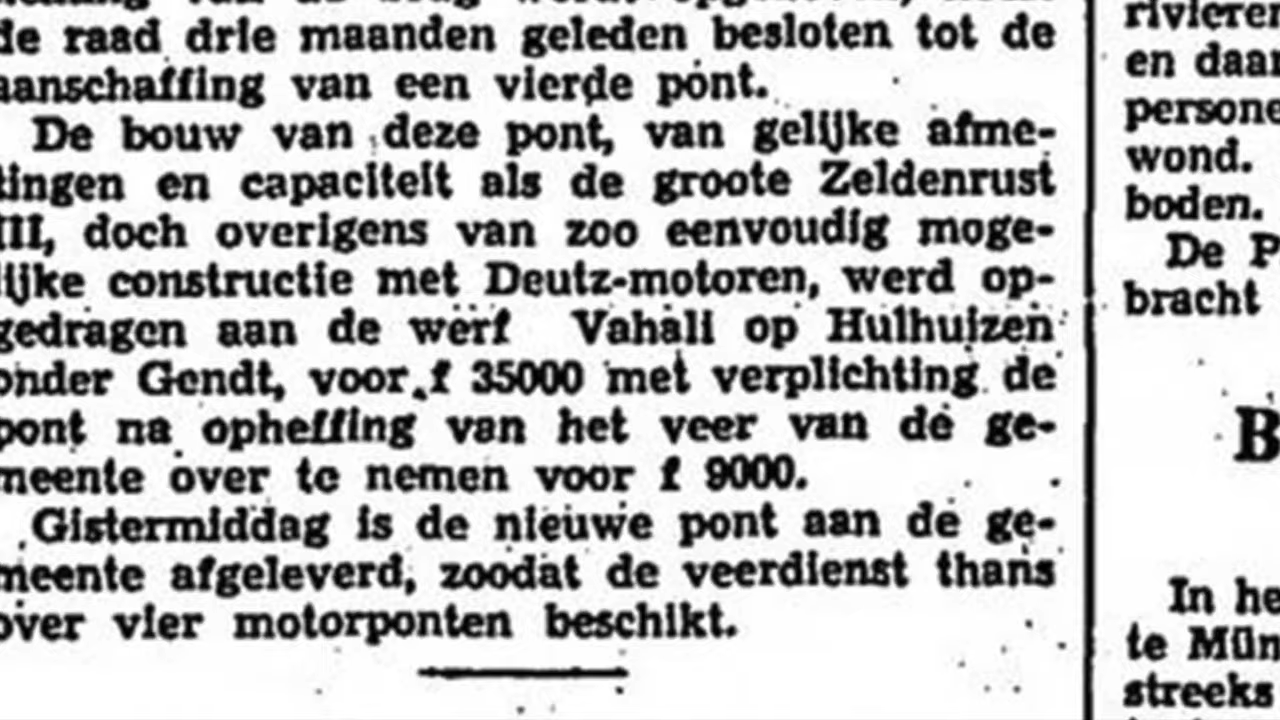 de raad drie maanden geleden besloten tot de
aanschaffing van een vierde pont.
De bouw van deze pont, van gelijke afme-
tingen en capaciteit als de groote Zeldenrust
III, doch overigens van zoo eenvoudig moge-
lijke constructie met Deutz-motoren, werd op-
gedragen aan de werf Vahali op Hulhuizen
onder Gendt, voor f 35000 met verplichting de
pont na opheffing van het veer van de ge-
meente over te nemen voor f 9000.
Gistermiddag is de nieuwe pont aan de ge-
meente afgeleverd, zoodat de veerdienst thans
over vier motorponten beschikt.
rivieren
en daar
persone
wond.
boden.
De P
bracht
B
In he
te Mün
streeks